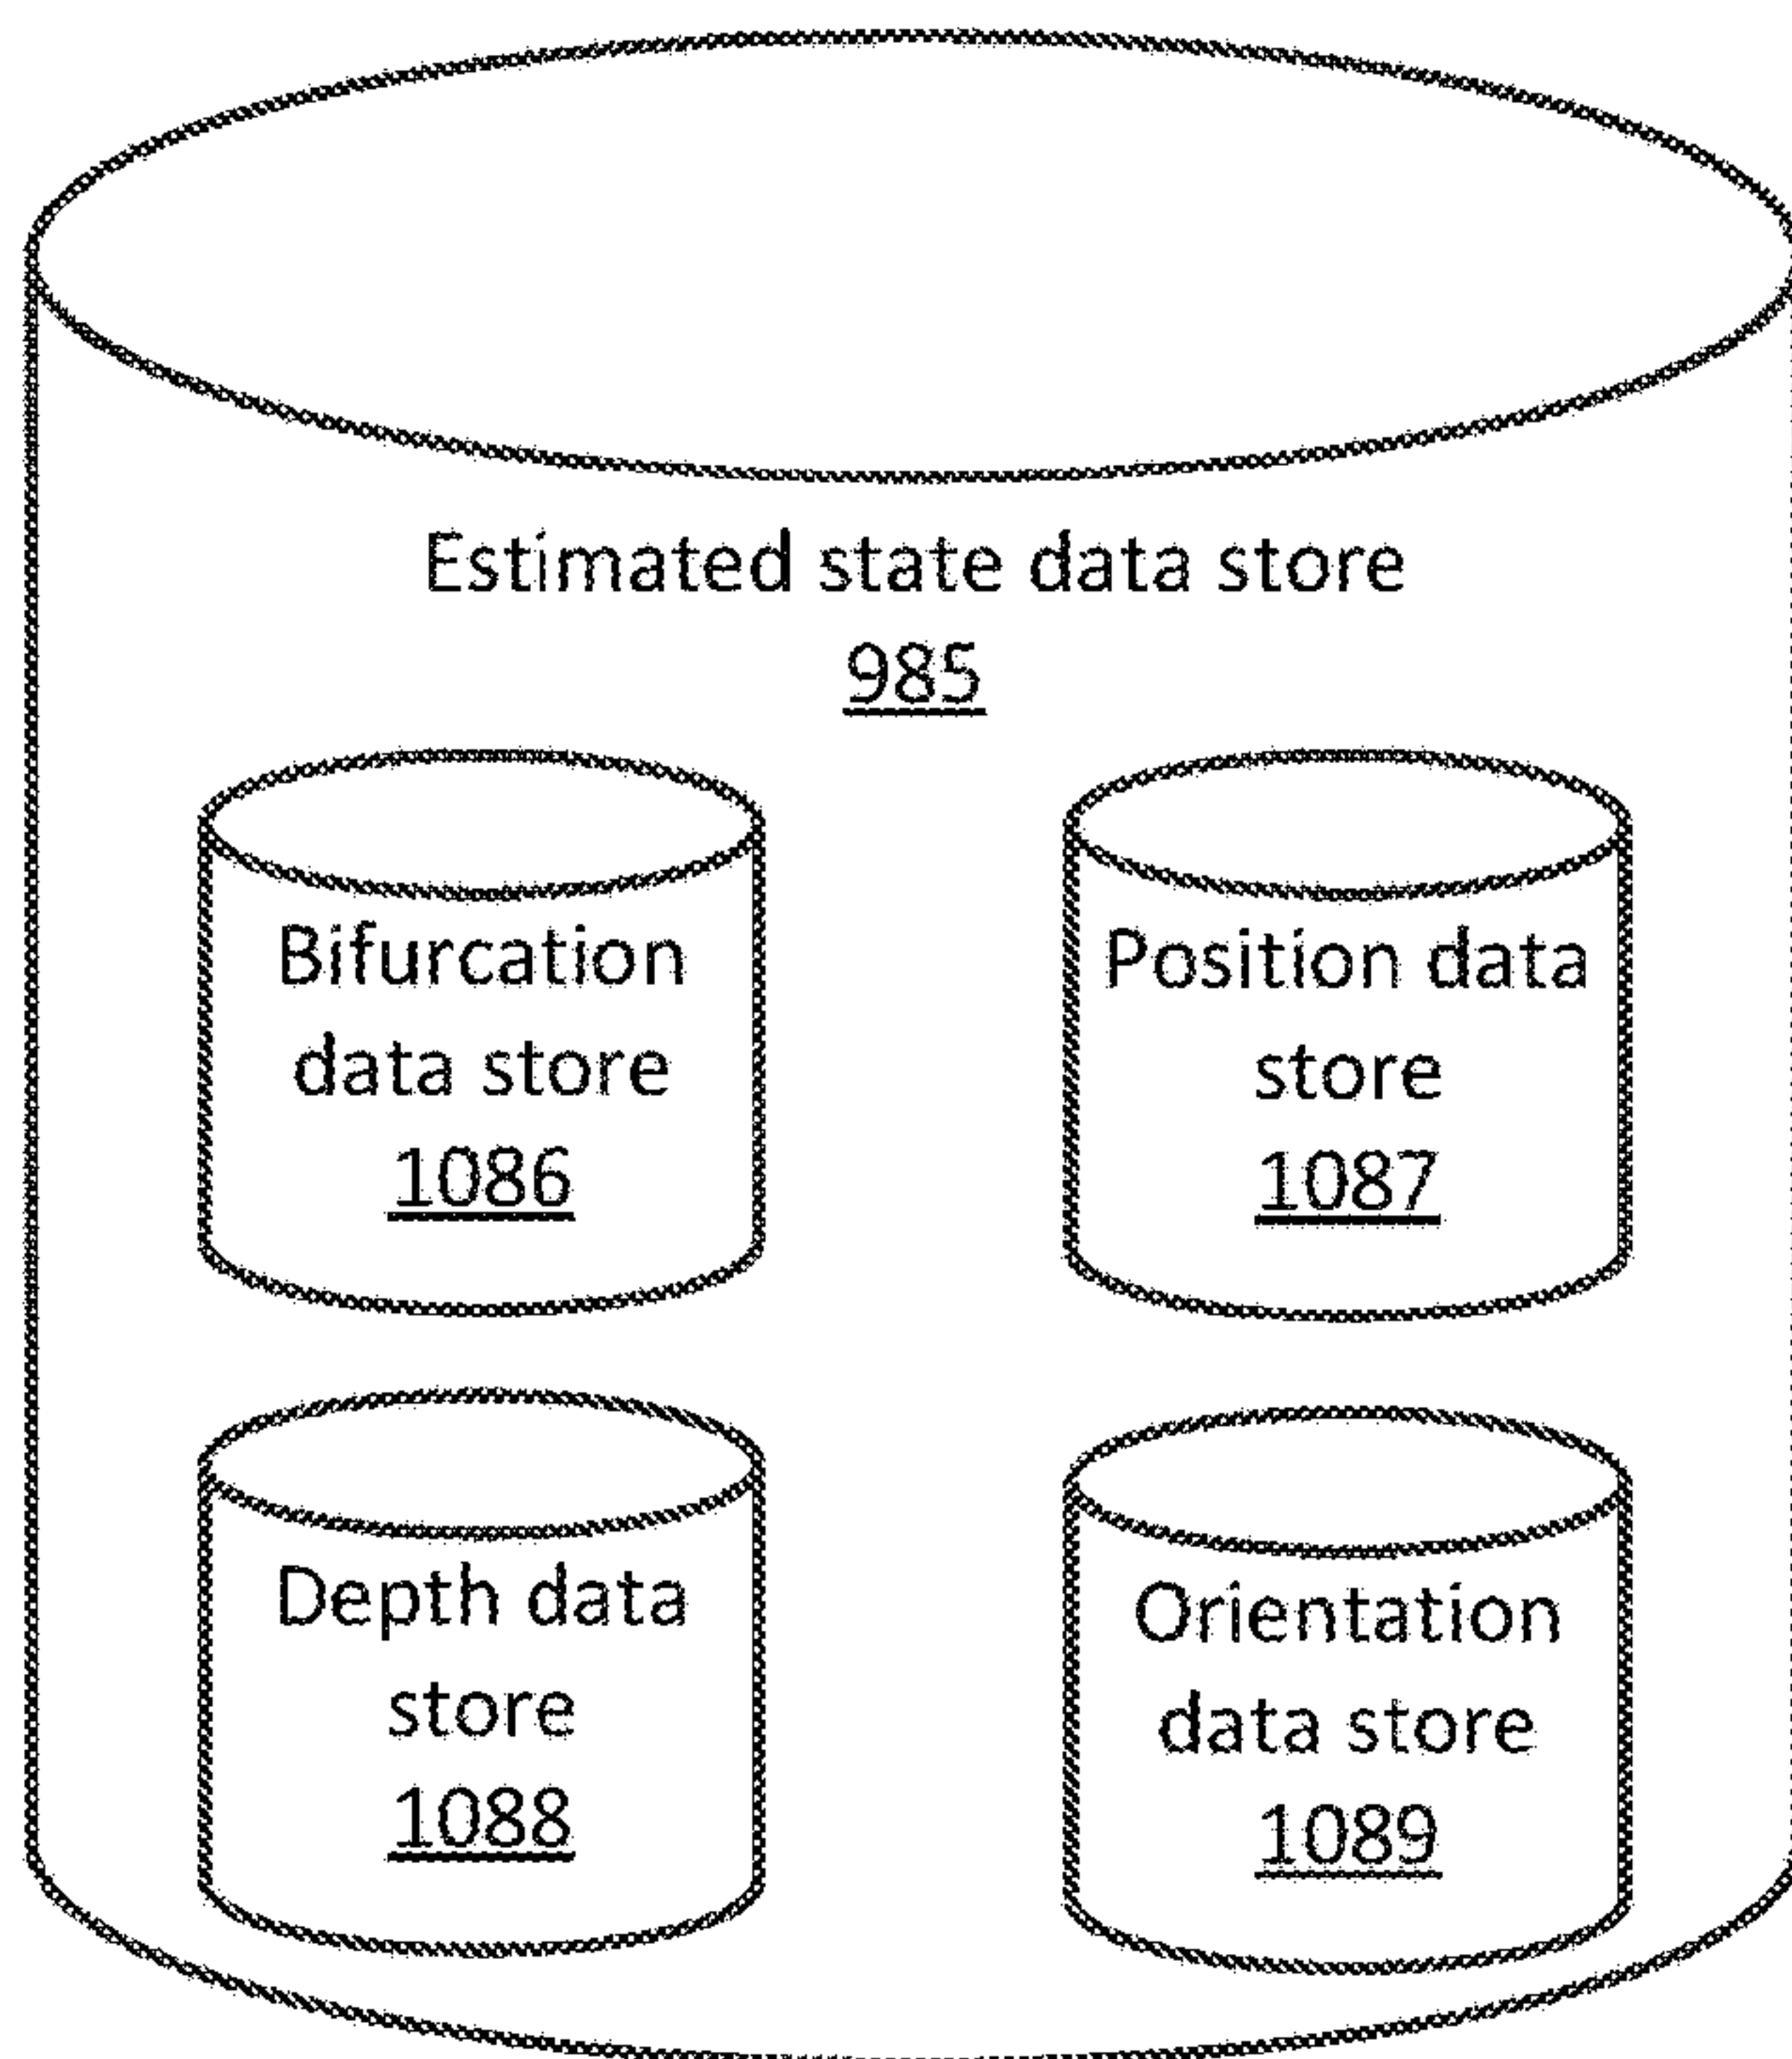 Estimated state data store
985
Bifurcation
data store
1086
Position data
store
1087
Depth data
store
1088
Orientation
data store
1089